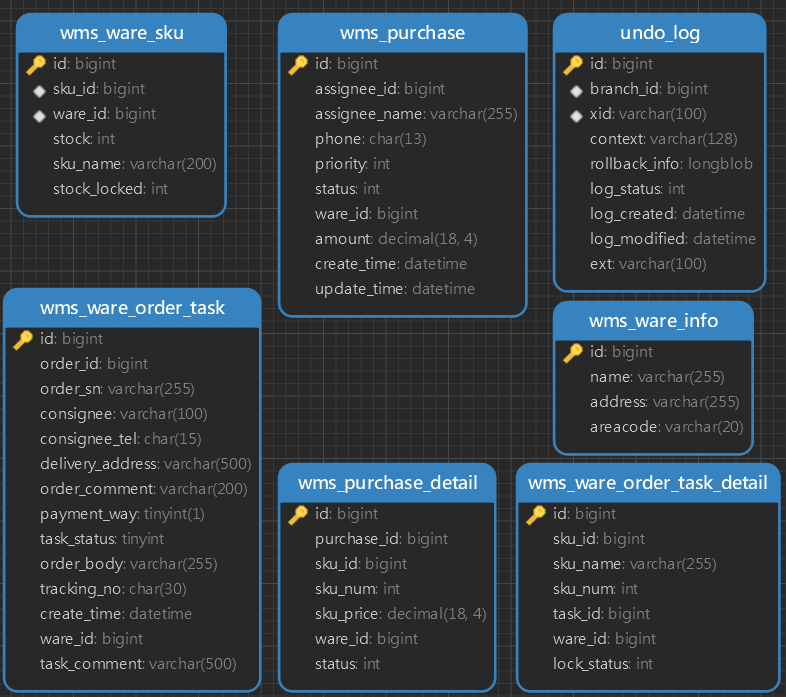 wms_ware_sku
id: bigint
sku_id: bigint
ware_id: bigint
stock: int
sku_name: varchar(200)
stock_locked: int
wms_purchase
id: bigint
assignee_id: bigint
assignee_name: varchar(255)
phone: char(13)
priority: int
status: int
ware_id: bigint
amount: decimal(18, 4)
create_time: datetime
update_time: datetime
undo_log
id: bigint
branch_id: bigint
xid: varchar(100)
context: varchar(128)
rollback_info: longblob
log_status: int
log_created: datetime
log_modified: datetime
ext: varchar(100)
wms_ware_order_task
id: bigint
order_id: bigint
order_sn: varchar(255)
consignee: varchar(100)
consignee_tel: char(15)
delivery_address: varchar(500)
order_comment: varchar(200)
payment_way: tinyint(1)
task_status: tinyint
order_body: varchar(255)
tracking_no: char(30)
create_time: datetime
ware_id: bigint
task_comment: varchar(500)
wms_ware_info
id: bigint
name: varchar(255)
address: varchar(255)
areacode: varchar(20)
wms_purchase_detail
id: bigint
purchase_id: bigint
sku_id: bigint
sku_num: int
sku_price: decimal(18, 4)
ware_id: bigint
status: int
wms_ware_order_task_detail
id: bigint
sku_id: bigint
sku_name: varchar(255)
sku_num: int
task_id: bigint
ware_id: bigint
lock_status: int